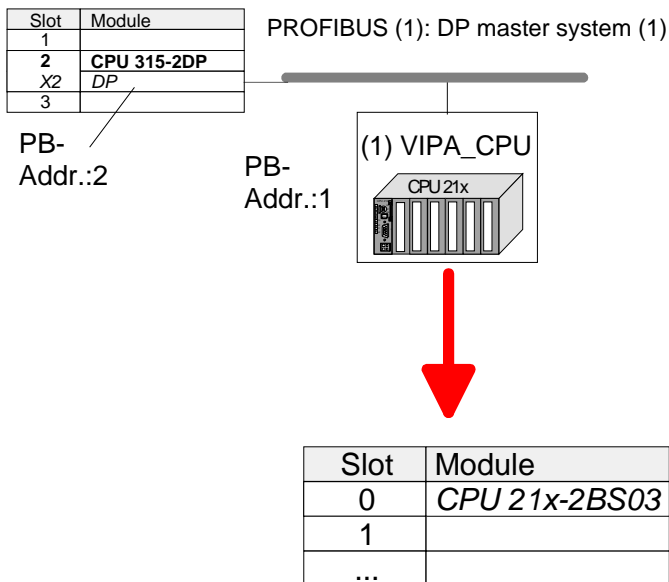 Slot Module
PROFIBUS (1): DP master system (1)
1
2 CPU 315-2DP
X2 DP
3
PB-
Addr.:2
PB-
Addr.:1
(1) VIPA_CPU
CPU 21x
Slot Module
0 CPU 21x-2BS03
1
...